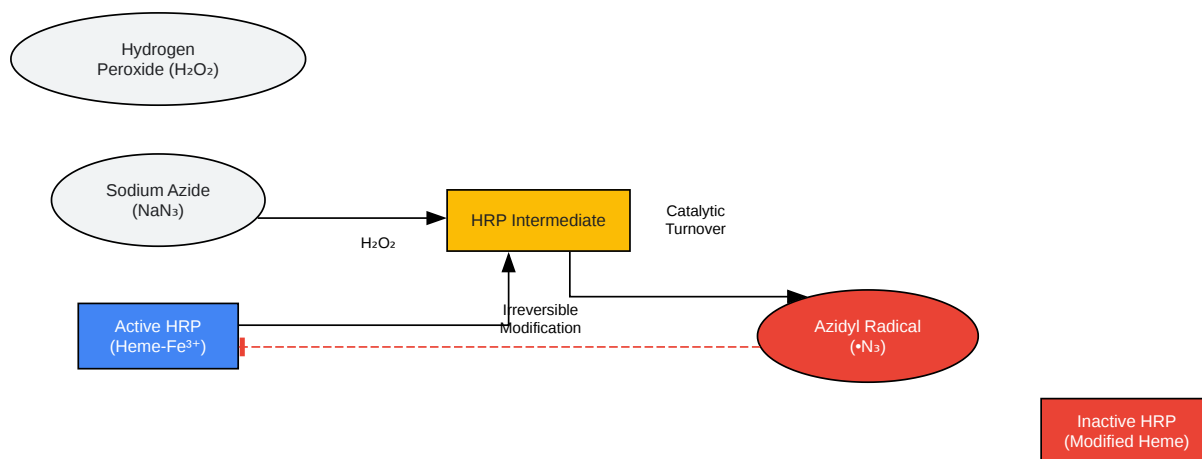 Hydrogen
Peroxide (H₂O₂)
Sodium Azide
(NaN₃)
HRP Intermediate
Catalytic
Turnover
H₂O₂
Irreversible
Modification
Active HRP
(Heme-Fe³⁺)
Azidyl Radical
(•N₃)
Inactive HRP
(Modified Heme)